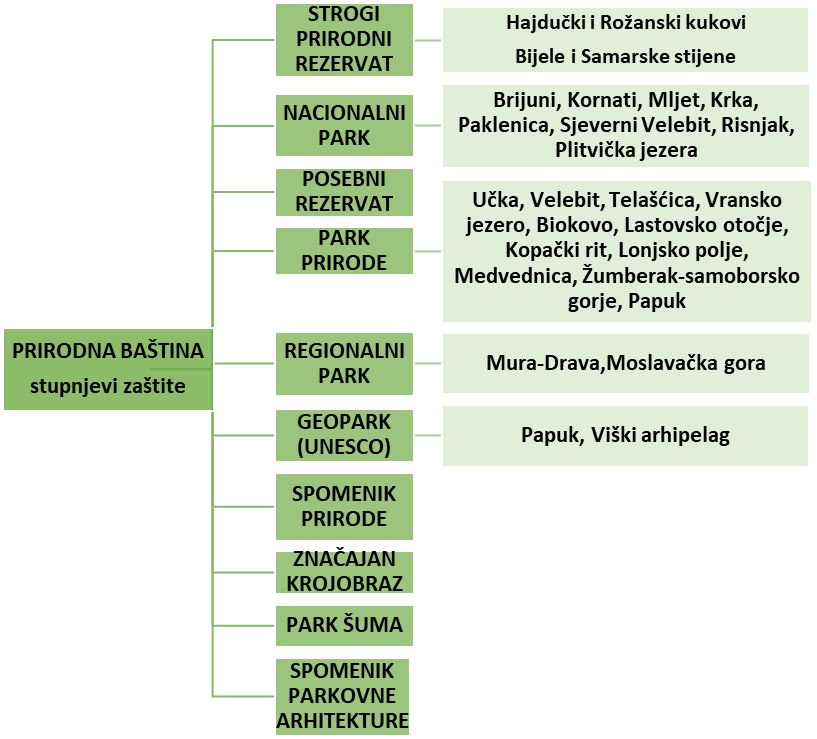 STROGI
PRIRODNI
REZERVAT
Hajdučki i Rožanski kukovi
Bijele i Samarske stijene
NACIONALNI
PARK
Brijuni, Kornati, Mljet, Krka,
Paklenica, Sjeverni Velebit, Risnjak,
Plitvička jezera
POSEBNI
REZERVAT
PARK
PRIRODE
Učka, Velebit, Telašćica, Vransko
jezero, Biokovo, Lastovsko otočje,
Kopački rit, Lonjsko polje,
Medvednica, Žumberak-samoborsko
gorje, Papuk
PRIRODNA BAŠTINA
stupnjevi zaštite
REGIONALNI
PARK
Mura-Drava,Moslavačka gora
GEOPARK
(UNESCO)
Papuk, Viški arhipelag
SPOMENIK
PRIRODE
ZNAČAJAN
KROJOBRAZ
PARK ŠUMA
SPOMENIK
PARKOVNE
ARHITEKTURE